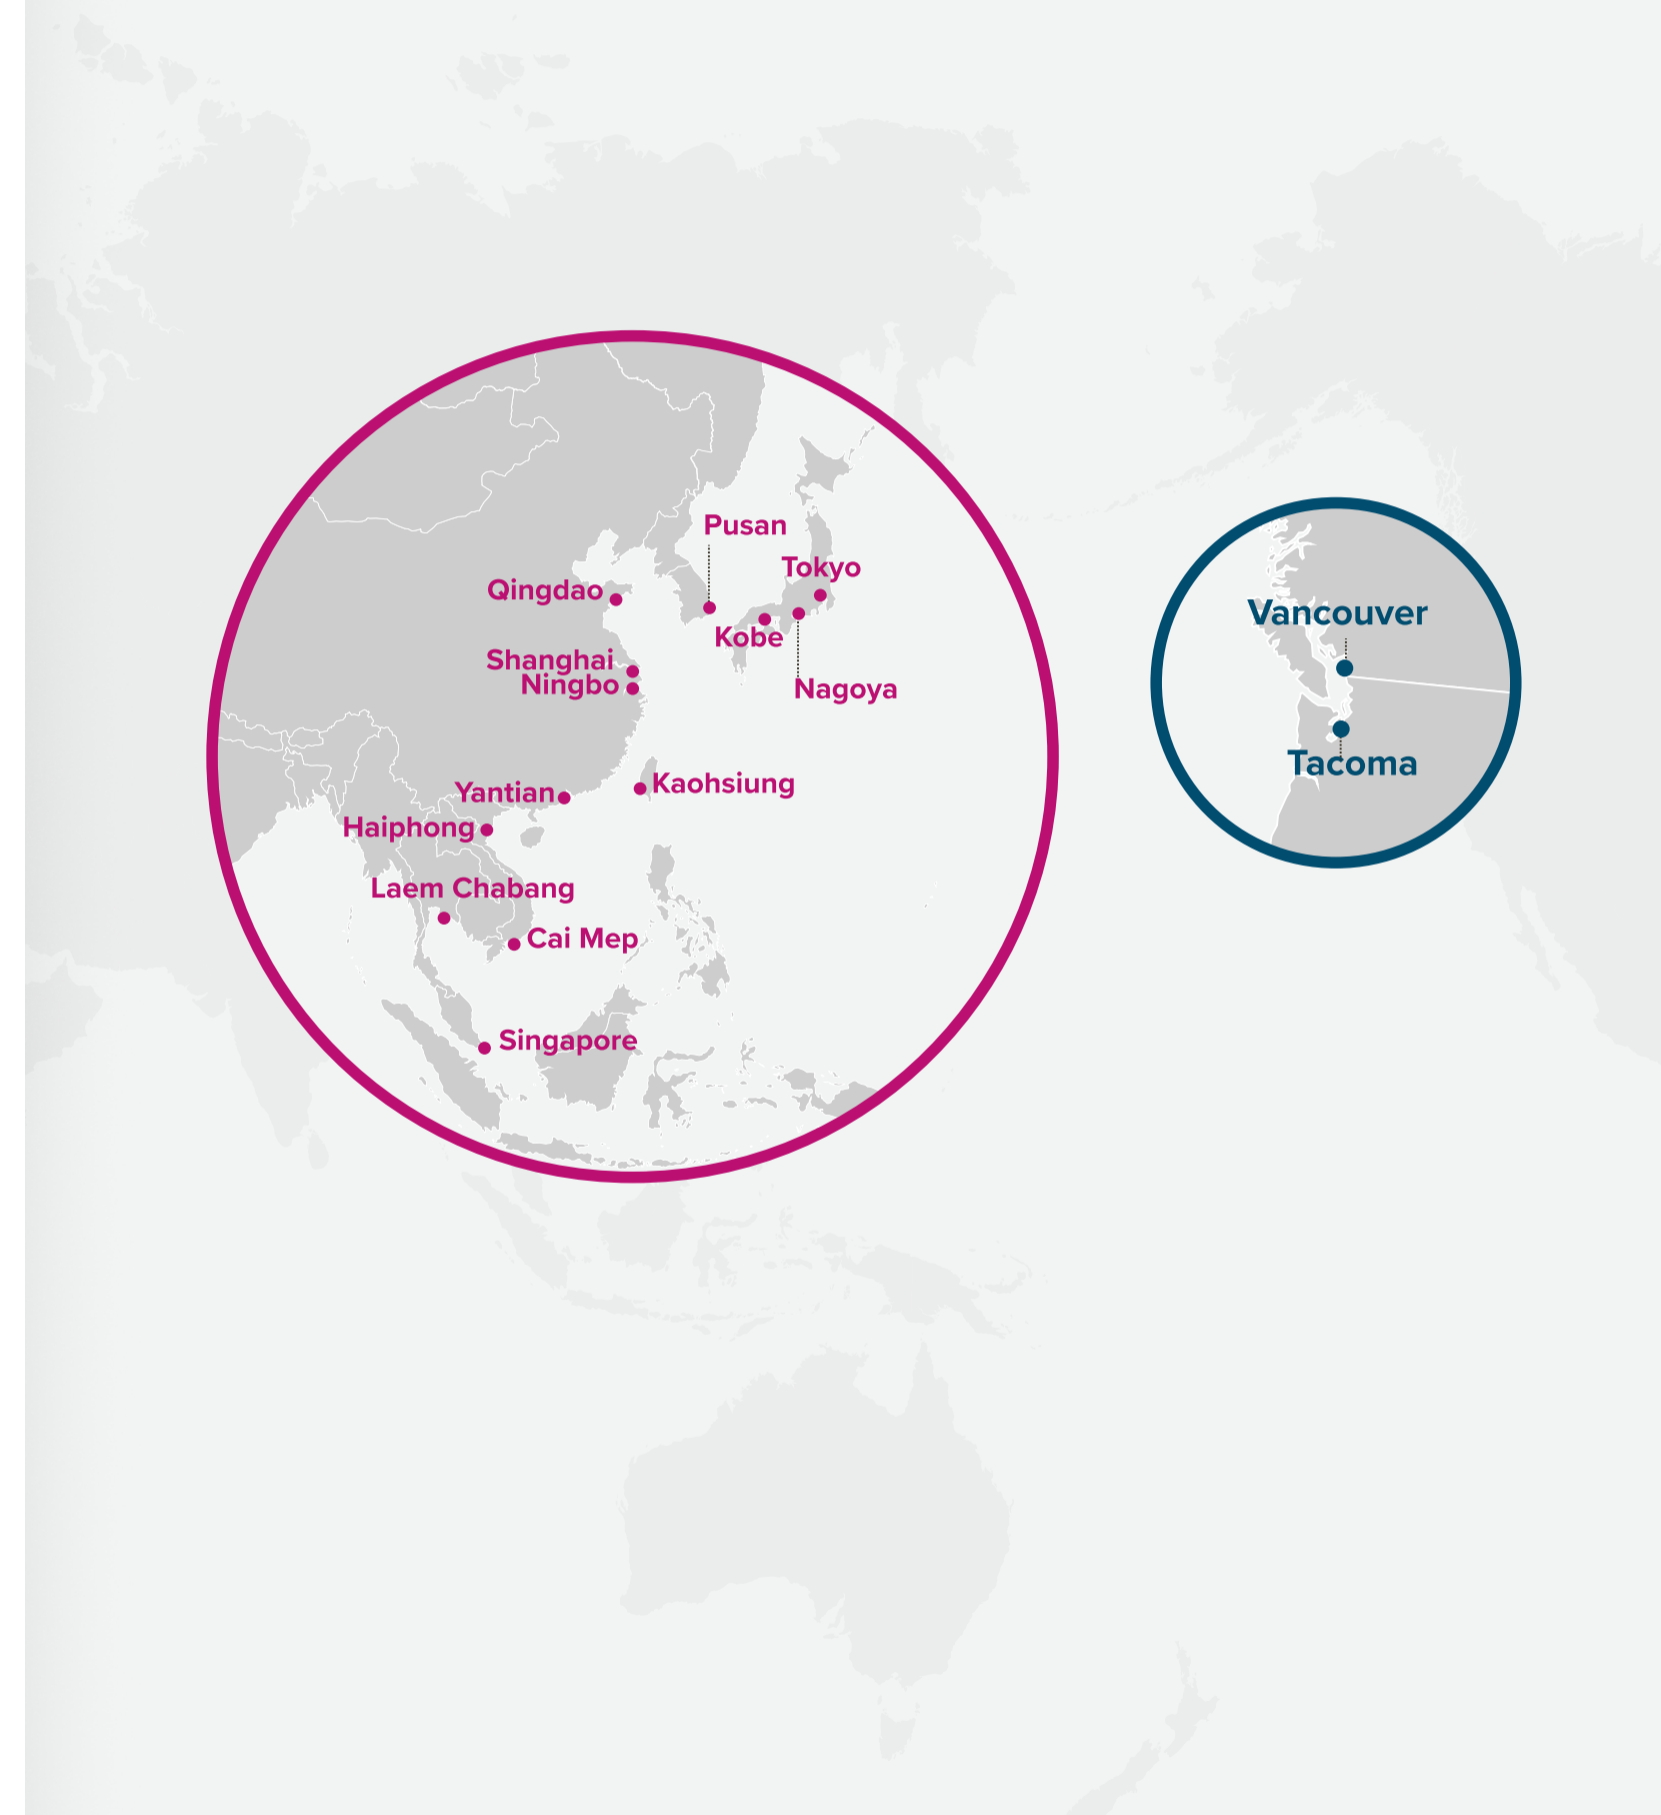 Pusan
Tokyo
Qingdao
Kobe
Shanghai
Ningbo
Nagoya
Yantian
Kaohsiung
Haiphong
Laem Chabang
Cai Mep
Singapore
Vancouver
Tacoma